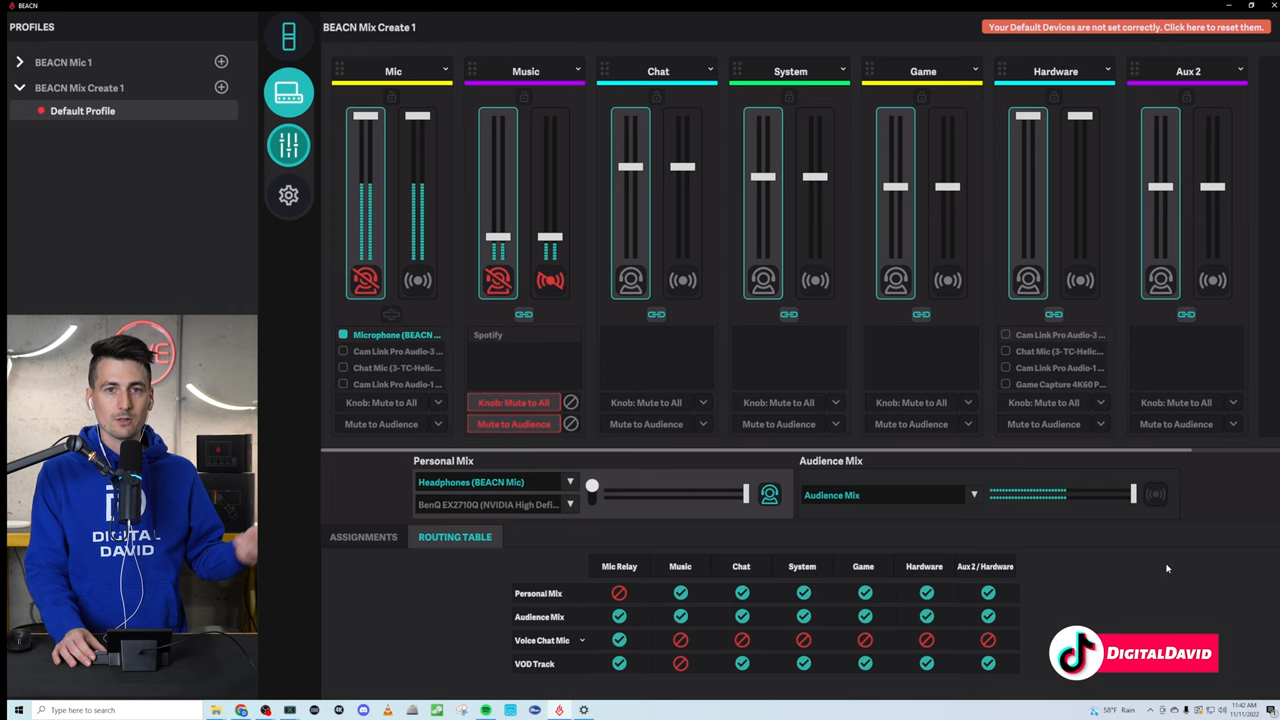 BEACN
PROFILES
BEACN Mic 1
BEACN Mix Create 1
Default Profile
BEACN Mix Create 1
Your Default Devices are not set correctly. Click here to reset them.
Mic
Music
Chat
System
Game
Hardware
Aux 2
Microphone (BEACN ...
Cam Link Pro Audio-3 ...
Chat Mic (3- TC-Helic...
Cam Link Pro Audio-1 ...
Spotify
Cam Link Pro Audio-3 ...
Chat Mic (3- TC-Helic...
Cam Link Pro Audio-1 ...
Game Capture 4K60 P...
Knob: Mute to All
Knob: Mute to All
Knob: Mute to All
Knob: Mute to All
Knob: Mute to All
Knob: Mute to All
Knob: Mute to All
Mute to Audience
Mute to Audience
Mute to Audience
Mute to Audience
Mute to Audience
Mute to Audience
Mute to Audience
Personal Mix
Headphones (BEACN Mic)
BenQ EX2710Q (NVIDIA High Defi...
Audience Mix
Audience Mix
ASSIGNMENTS
ROUTING TABLE
Mic Relay Music Chat System Game Hardware Aux 2 / Hardware
Personal Mix
Audience Mix
Voice Chat Mic
VOD Track
DIGITAL
DAVID
DigitalDavid
Type here to search
58°F Rain
11:42 AM
11/11/2022